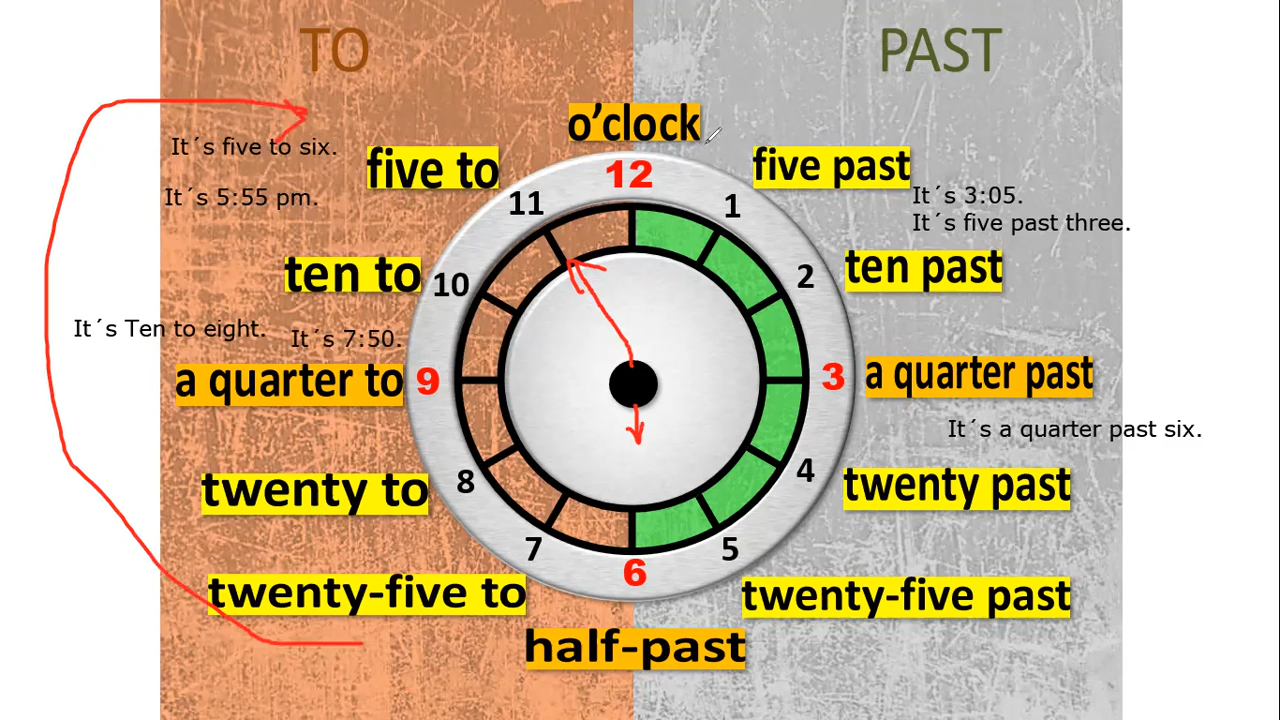 TO
PAST
o’clock
It´s five to six.
five to
12
five past
It´s 5:55 pm.
11
1
It´s 3:05.
It´s five past three.
ten to
10
2
ten past
It´s Ten to eight.
It´s 7:50.
a quarter to
9
3
a quarter past
It´s a quarter past six.
twenty to
8
4
twenty past
7
5
6
twenty-five to
twenty-five past
half-past